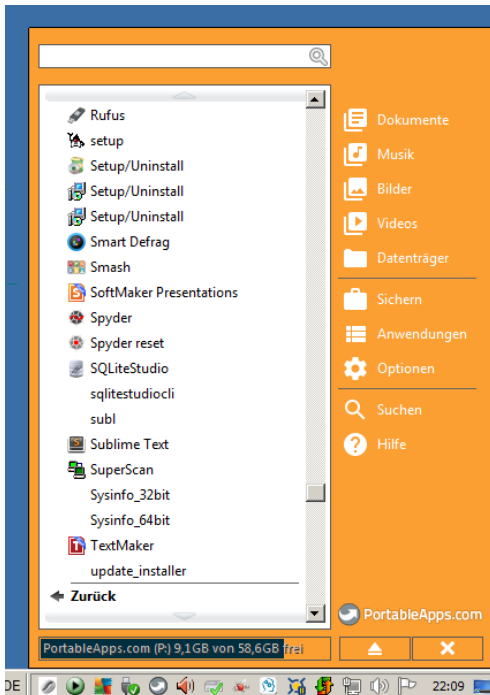 Rufus
setup
Setup/Uninstall
Setup/Uninstall
Setup/Uninstall
Smart Defrag
Smash
SoftMaker Presentations
Spyder
Spyder reset
SQLiteStudio
sqlitestudiocli
subl
Sublime Text
SuperScan
Sysinfo_32bit
Sysinfo_64bit
TextMaker
update_installer
Zurück
Dokumente
Musik
Bilder
Videos
Datenträger
Sichern
Anwendungen
Optionen
Suchen
Hilfe
PortableApps.com
PortableApps.com (P:) 9,1GB von 58,6GB frei
DE
22:09